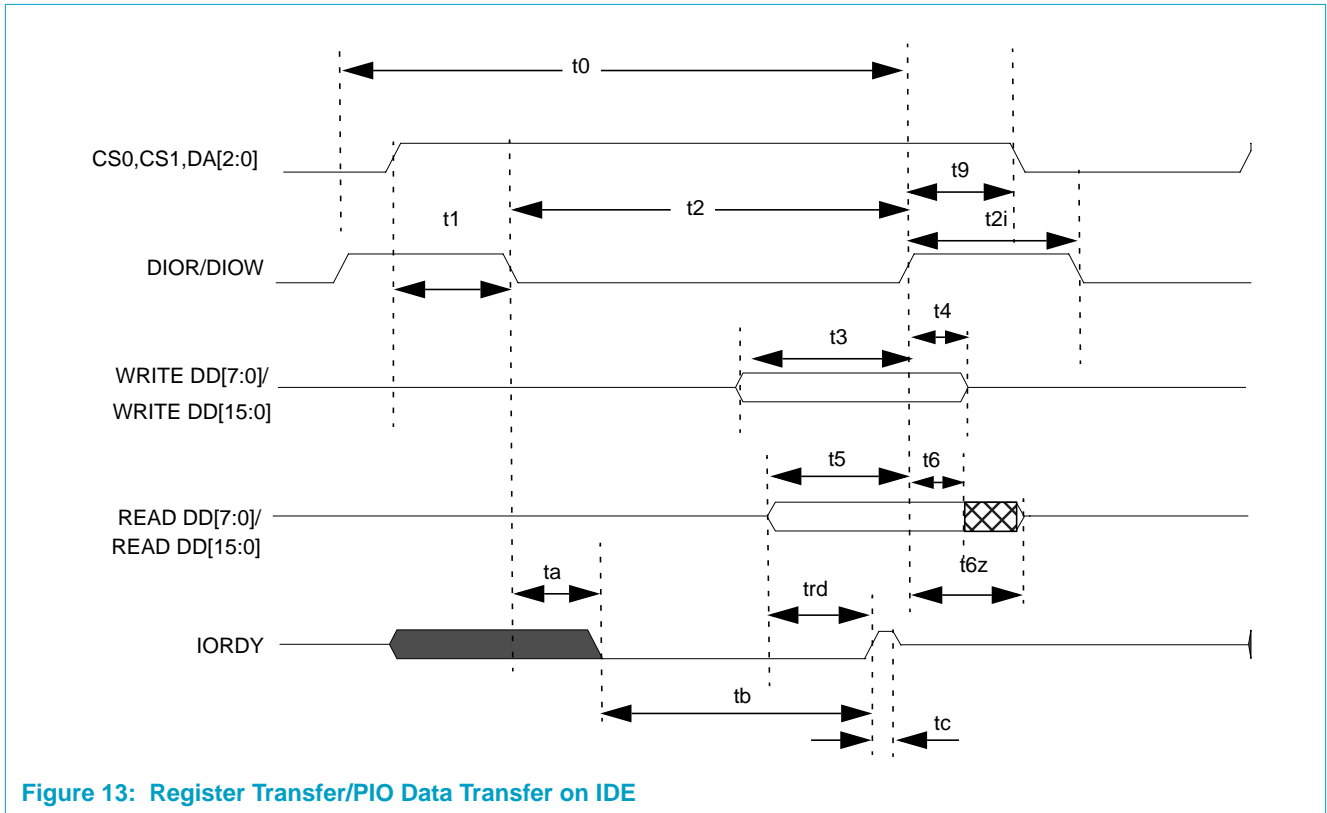 t0
CS0,CS1,DA[2:0]
t9
t1
t2
t2i
DIOR/DIOW
t4
t3
WRITE DD[7:0]/
WRITE DD[15:0]
t5
t6
READ DD[7:0]/
READ DD[15:0]
t6z
ta
trd
IORDY
tb
tc
Figure 13: Register Transfer/PIO Data Transfer on IDE